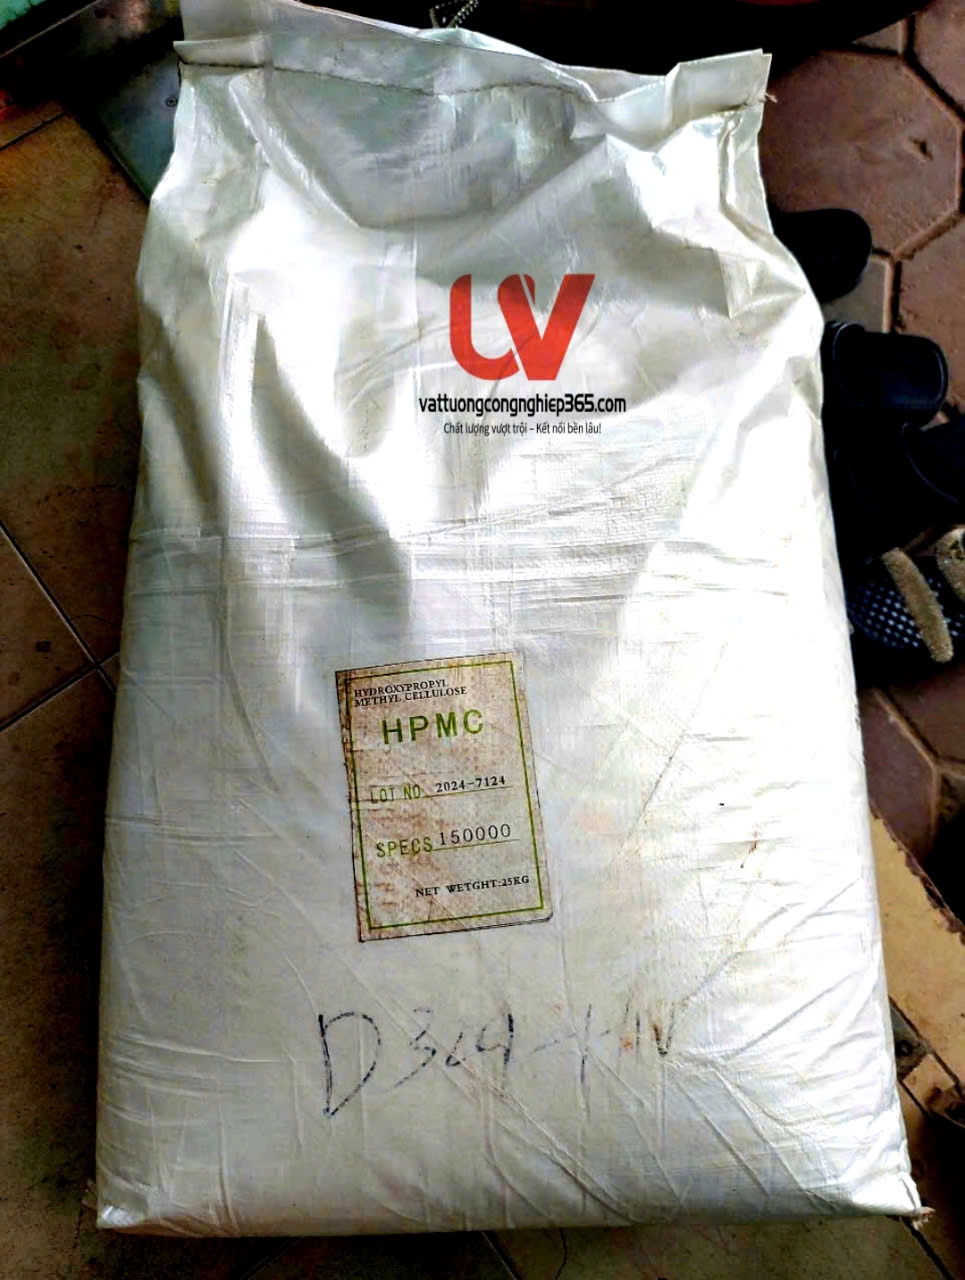 vattuongcongnghiep365.com
Chất lượng vượt trội - Kết nối bền lâu!
HYDROXYPROPYL
METHYL CELLULOSE
HPMC
LOT NO. 2024-7124
SPECS 150000
NET WETGHT:25KG